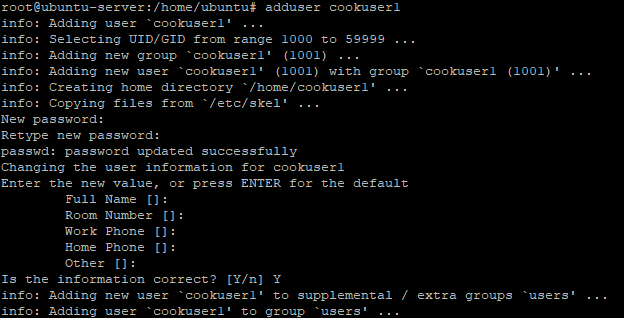 root@ubuntu-server:/home/ubuntu# adduser cookuser1
info: Adding user `cookuser1' ...
info: Selecting UID/GID from range 1000 to 59999 ...
info: Adding new group `cookuser1' (1001) ...
info: Adding new user `cookuser1' (1001) with group `cookuser1 (1001)' ...
info: Creating home directory `/home/cookuser1' ...
info: Copying files from `/etc/skel' ...
New password:
Retype new password:
passwd: password updated successfully
Changing the user information for cookuser1
Enter the new value, or press ENTER for the default
Full Name []:
Room Number []:
Work Phone []:
Home Phone []:
Other []:
Is the information correct? [Y/n] Y
info: Adding new user `cookuser1' to supplemental / extra groups `users' ...
info: Adding user `cookuser1' to group `users' ...